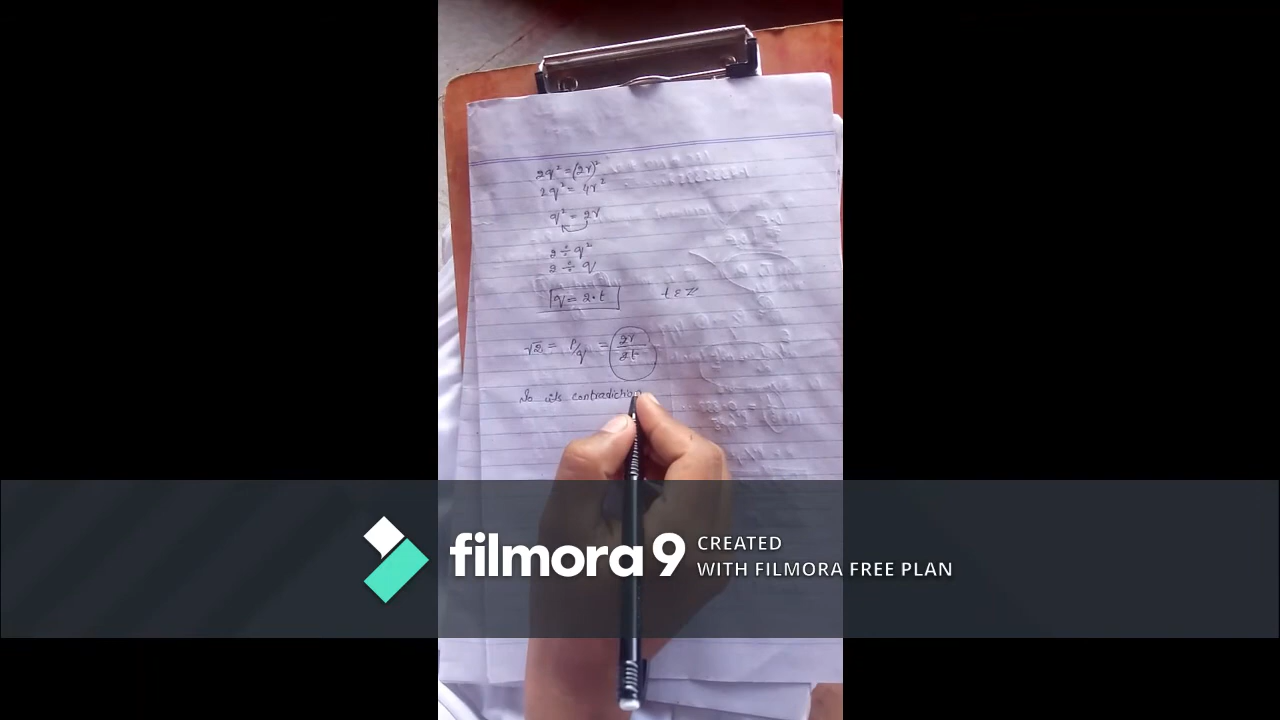 2q² = (2r)²
2q² = 4r²
q² = 2r
2 ÷ q²
2 ÷ q
q = 2·t t ε Z
√2 = p/q = 2r/2t
So it's contradiction
filmora 9 CREATED
WITH FILMORA FREE PLAN